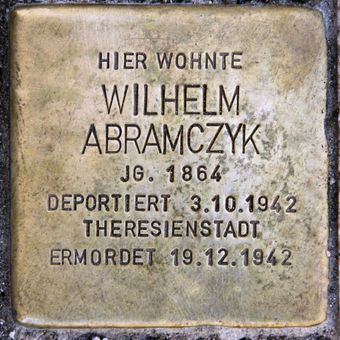 HIER WOHNTE
WILHELM
ABRAMCZYK
JG. 1864
DEPORTIERT 3.10.1942
THERESIENSTADT
ERMORDET 19.12.1942